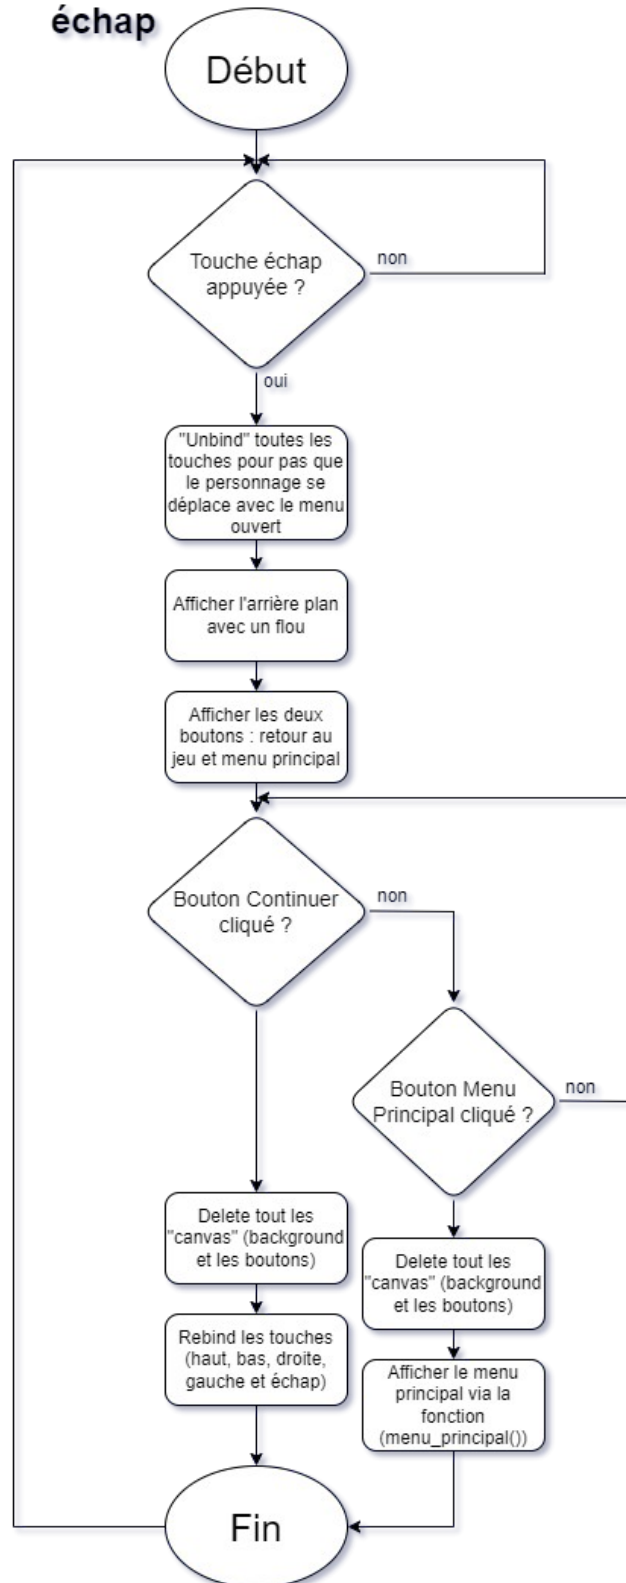 échap
Début
Touche échap
appuyée ?
non
oui
"Unbind" toutes les
touches pour pas que
le personnage se
déplace avec le menu
ouvert
Afficher l'arrière plan
avec un flou
Afficher les deux
boutons : retour au
jeu et menu principal
Bouton Continuer
cliqué ?
non
Bouton Menu
Principal cliqué ?
non
Delete tout les
"canvas" (background
et les boutons)
Rebind les touches
(haut, bas, droite,
gauche et échap)
Delete tout les
"canvas" (background
et les boutons)
Afficher le menu
principal via la
fonction
(menu_principal())
Fin